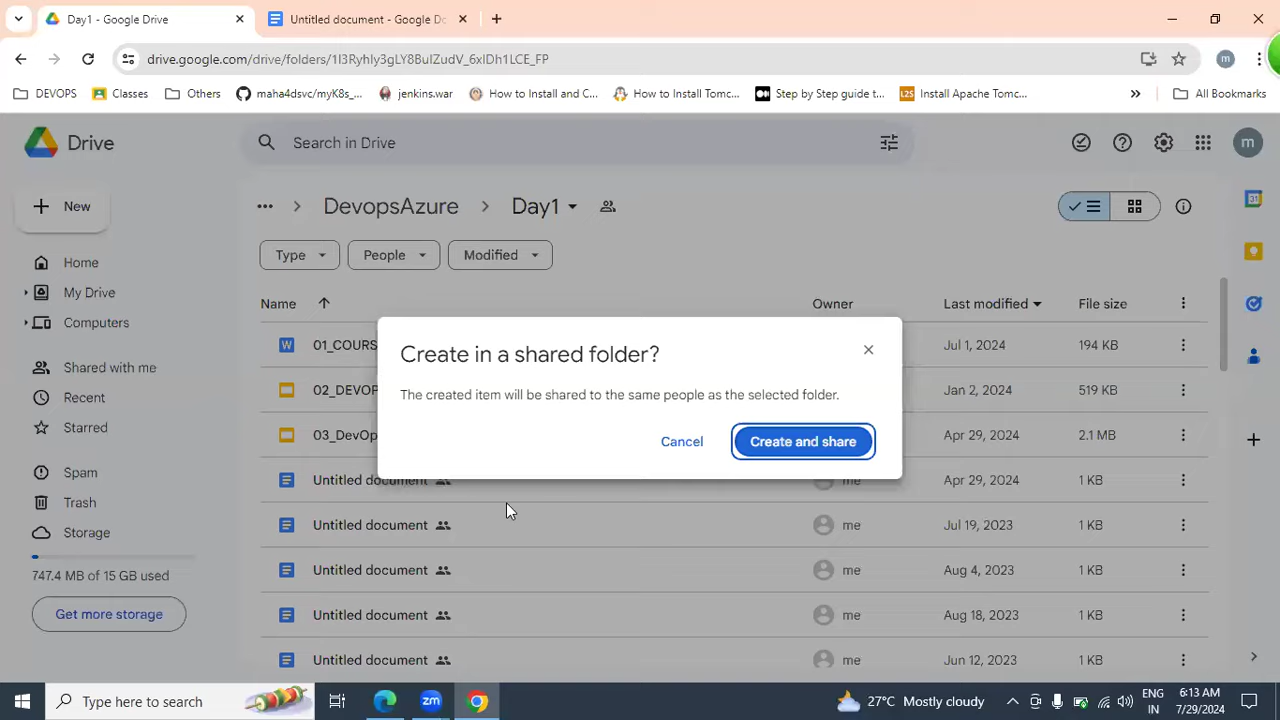 Day1 - Google Drive
Untitled document - Google Do
drive.google.com/drive/folders/1I3RyhIy3gLY8BuIZudV_6xIDh1LCE_FP
m
DEVOPS
Classes
Others
maha4dsvc/myK8s_...
jenkins.war
How to Install and C...
How to Install Tomc...
Step by Step guide t...
Install Apache Tomc...
All Bookmarks
Drive
Search in Drive
m
New
DevopsAzure
Day1
Type
People
Modified
Home
My Drive
Computers
Shared with me
Recent
Starred
Spam
Trash
Storage
747.4 MB of 15 GB used
Get more storage
Name
Owner
Last modified
File size
01_COURS
Jul 1, 2024
194 KB
02_DEVOP
Jan 2, 2024
519 KB
03_DevOp
Apr 29, 2024
2.1 MB
Untitled document
me
Apr 29, 2024
1 KB
Untitled document
me
Jul 19, 2023
1 KB
Untitled document
me
Aug 4, 2023
1 KB
Untitled document
me
Aug 18, 2023
1 KB
Untitled document
me
Jun 12, 2023
1 KB
Create in a shared folder?
The created item will be shared to the same people as the selected folder.
Cancel
Create and share
31
Type here to search
zm
27°C Mostly cloudy
ENG
IN
6:13 AM
7/29/2024